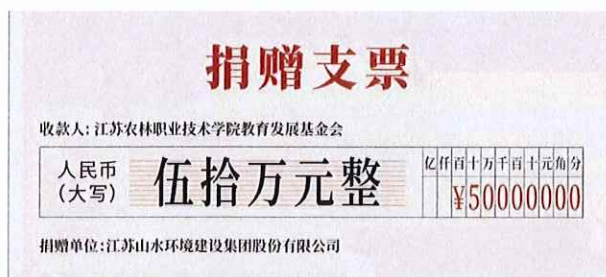 捐赠支票
收款人:江苏农林职业技术学院教育发展基金会
人民币
(大写)
伍拾万元整
亿仟百十万千百十元角分
¥50000000
捐赠单位:江苏山水环境建设集团股份有限公司